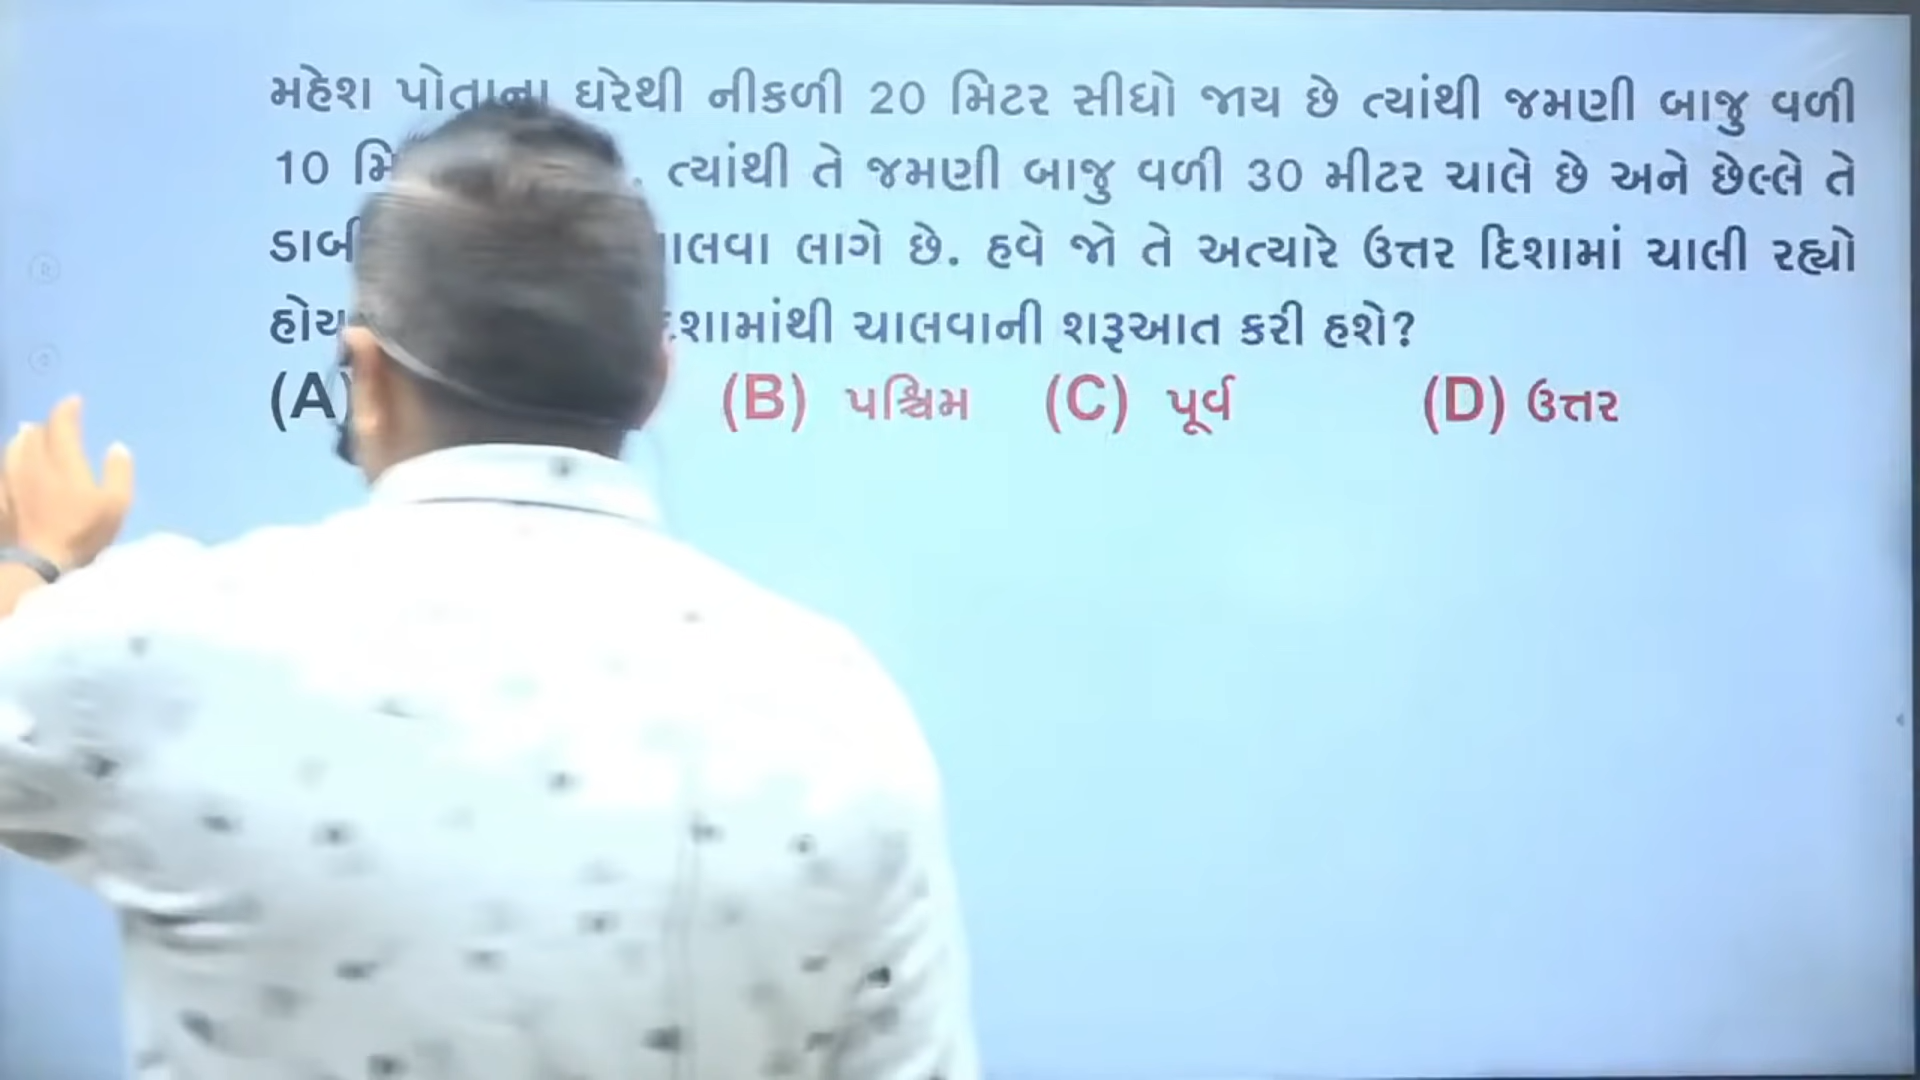 મહેશ પોતાના ઘરેથી નીકળી 20 મિટર સીધો જાય છે ત્યાંથી જમણી બાજુ વળી
10 ત્યાંથી તે જમણી બાજુ વળી 30 મીટર ચાલે છે અને છેલ્લે તે
લાગે છે. હવે જો તે અત્યારે ઉત્તર દિશામાં ચાલી રહ્યો
ચાલવાની શરૂઆત કરી હશે?
(A) (B) પશ્ચિમ (C) પૂર્વ (D) ઉત્તર